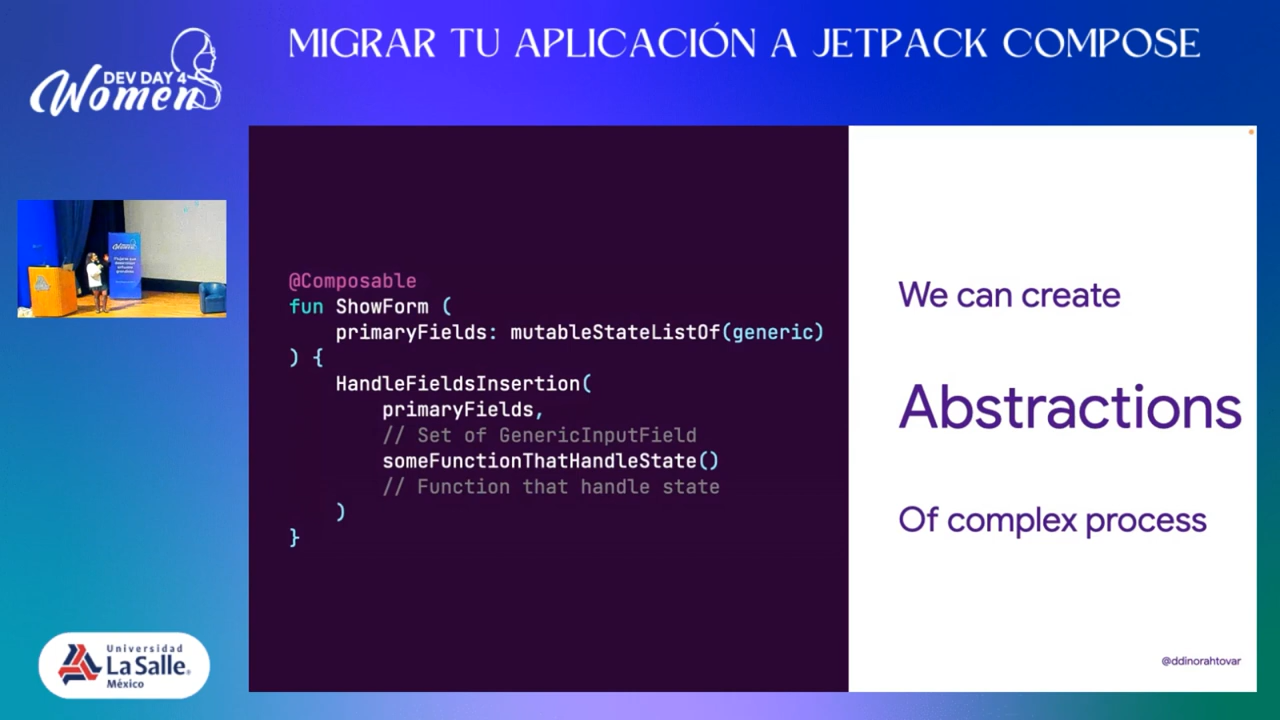 MIGRAR TU APLICACIÓN A JETPACK COMPOSE
DEV DAY 4
Women
@Composable
fun ShowForm (
primaryFields: mutableStateListOf(generic)
) {
HandleFieldsInsertion(
primaryFields,
// Set of GenericInputField
someFunctionThatHandleState()
// Function that handle state
)
}
We can create
Abstractions
Of complex process
@ddinorahtovar
Universidad
La Salle®
México